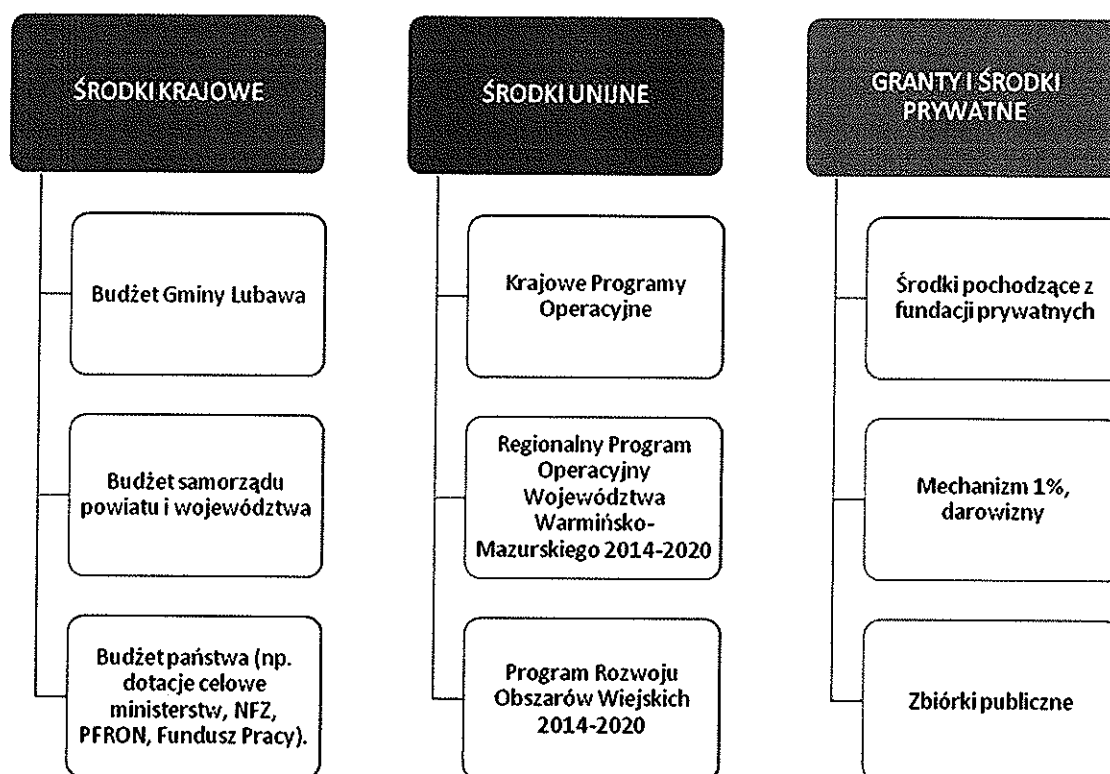 ŚRODKI KRAJOWE
Budżet Gminy Lubawa
Budżet samorządu
powiatu i województwa
Budżet państwa (np.
dotacje celowe
ministerstw, NFZ,
PFRON, Fundusz Pracy).
ŚRODKI UNIJNE
Krajowe Programy
Operacyjne
Regionalny Program
Operacyjny
Województwa
Warmińsko-
Mazurskiego 2014-2020
Program Rozwoju
Obszarów Wiejskich
2014-2020
GRANTY I ŚRODKI
PRYWATNE
Środki pochodzące z
fundacji prywatnych
Mechanizm 1%,
darowizny
Zbiórki publiczne